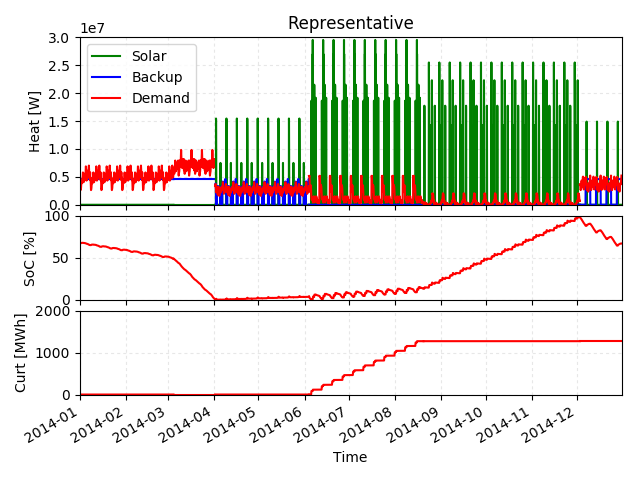 Representative
1e7
3.0
2.5
2.0
1.5
1.0
0.5
0.0
Heat [W]
Solar
Backup
Demand
100
50
0
SoC [%]
2000
1000
0
Curt [MWh]
2014-01
2014-02
2014-03
2014-04
2014-05
2014-06
2014-07
2014-08
2014-09
2014-10
2014-11
2014-12
Time